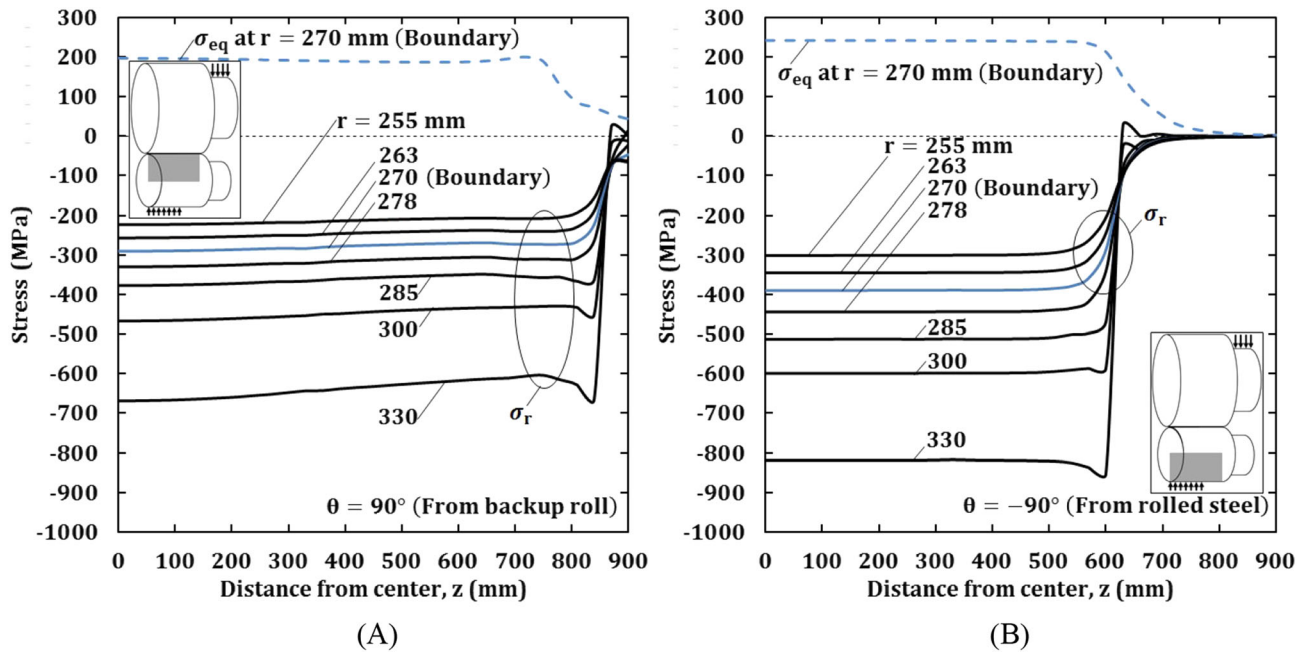 300
200
100
0
-100
-200
-300
-400
-500
-600
-700
-800
-900
-1000
Stress (MPa)
σeq at r = 270 mm (Boundary)
r = 255 mm
263
270 (Boundary)
278
285
300
330
σr
θ = 90° (From backup roll)
0 100 200 300 400 500 600 700 800 900
Distance from center, z (mm)
(A)
300
200
100
0
-100
-200
-300
-400
-500
-600
-700
-800
-900
-1000
Stress (MPa)
σeq at r = 270 mm (Boundary)
r = 255 mm
263
270 (Boundary)
278
σr
285
300
330
θ = −90° (From rolled steel)
0 100 200 300 400 500 600 700 800 900
Distance from center, z (mm)
(B)